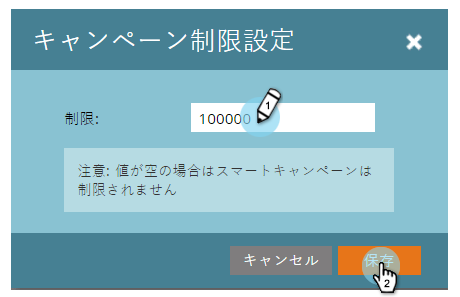 キャンペーン制限設定
制限:
100000
1
注意: 値が空の場合はスマートキャンペーンは
制限されません
キャンセル
保存
2